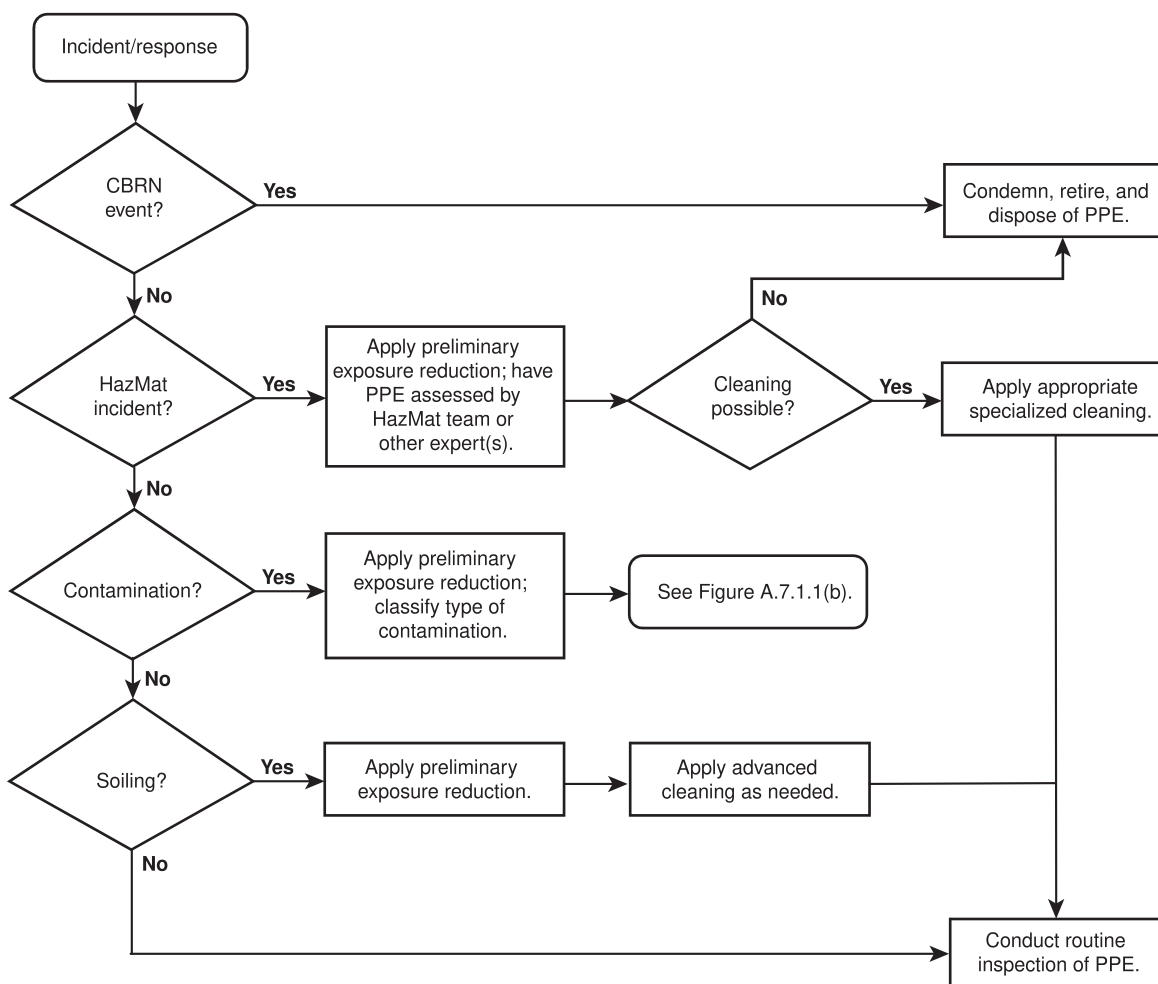 Incident/response
CBRN
event?
Yes
Condemn, retire, and
dispose of PPE.
No
No
HazMat
incident?
Yes
Apply preliminary
exposure reduction; have
PPE assessed by
HazMat team or
other expert(s).
Cleaning
possible?
Yes
Apply appropriate
specialized cleaning.
No
Contamination?
Yes
Apply preliminary
exposure reduction;
classify type of
contamination.
See Figure A.7.1.1(b).
No
Soiling?
Yes
Apply preliminary
exposure reduction.
Apply advanced
cleaning as needed.
No
Conduct routine
inspection of PPE.